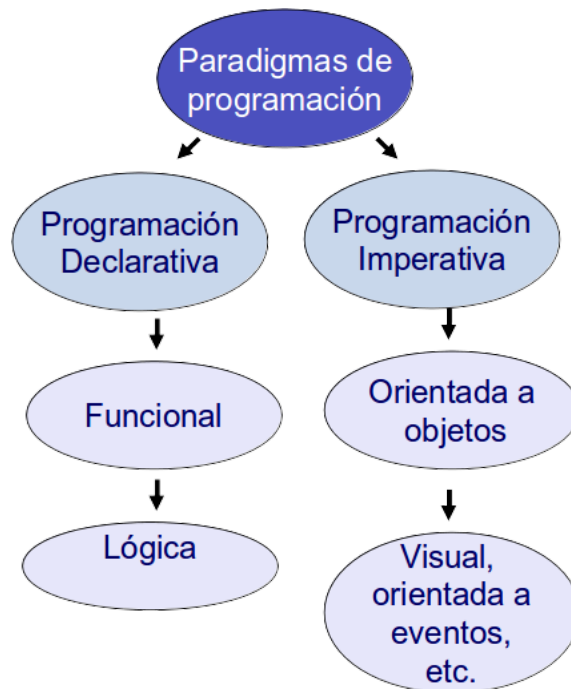 Paradigmas de
programación
Programación
Declarativa
Programación
Imperativa
Funcional
Orientada a
objetos
Lógica
Visual,
orientada a
eventos,
etc.